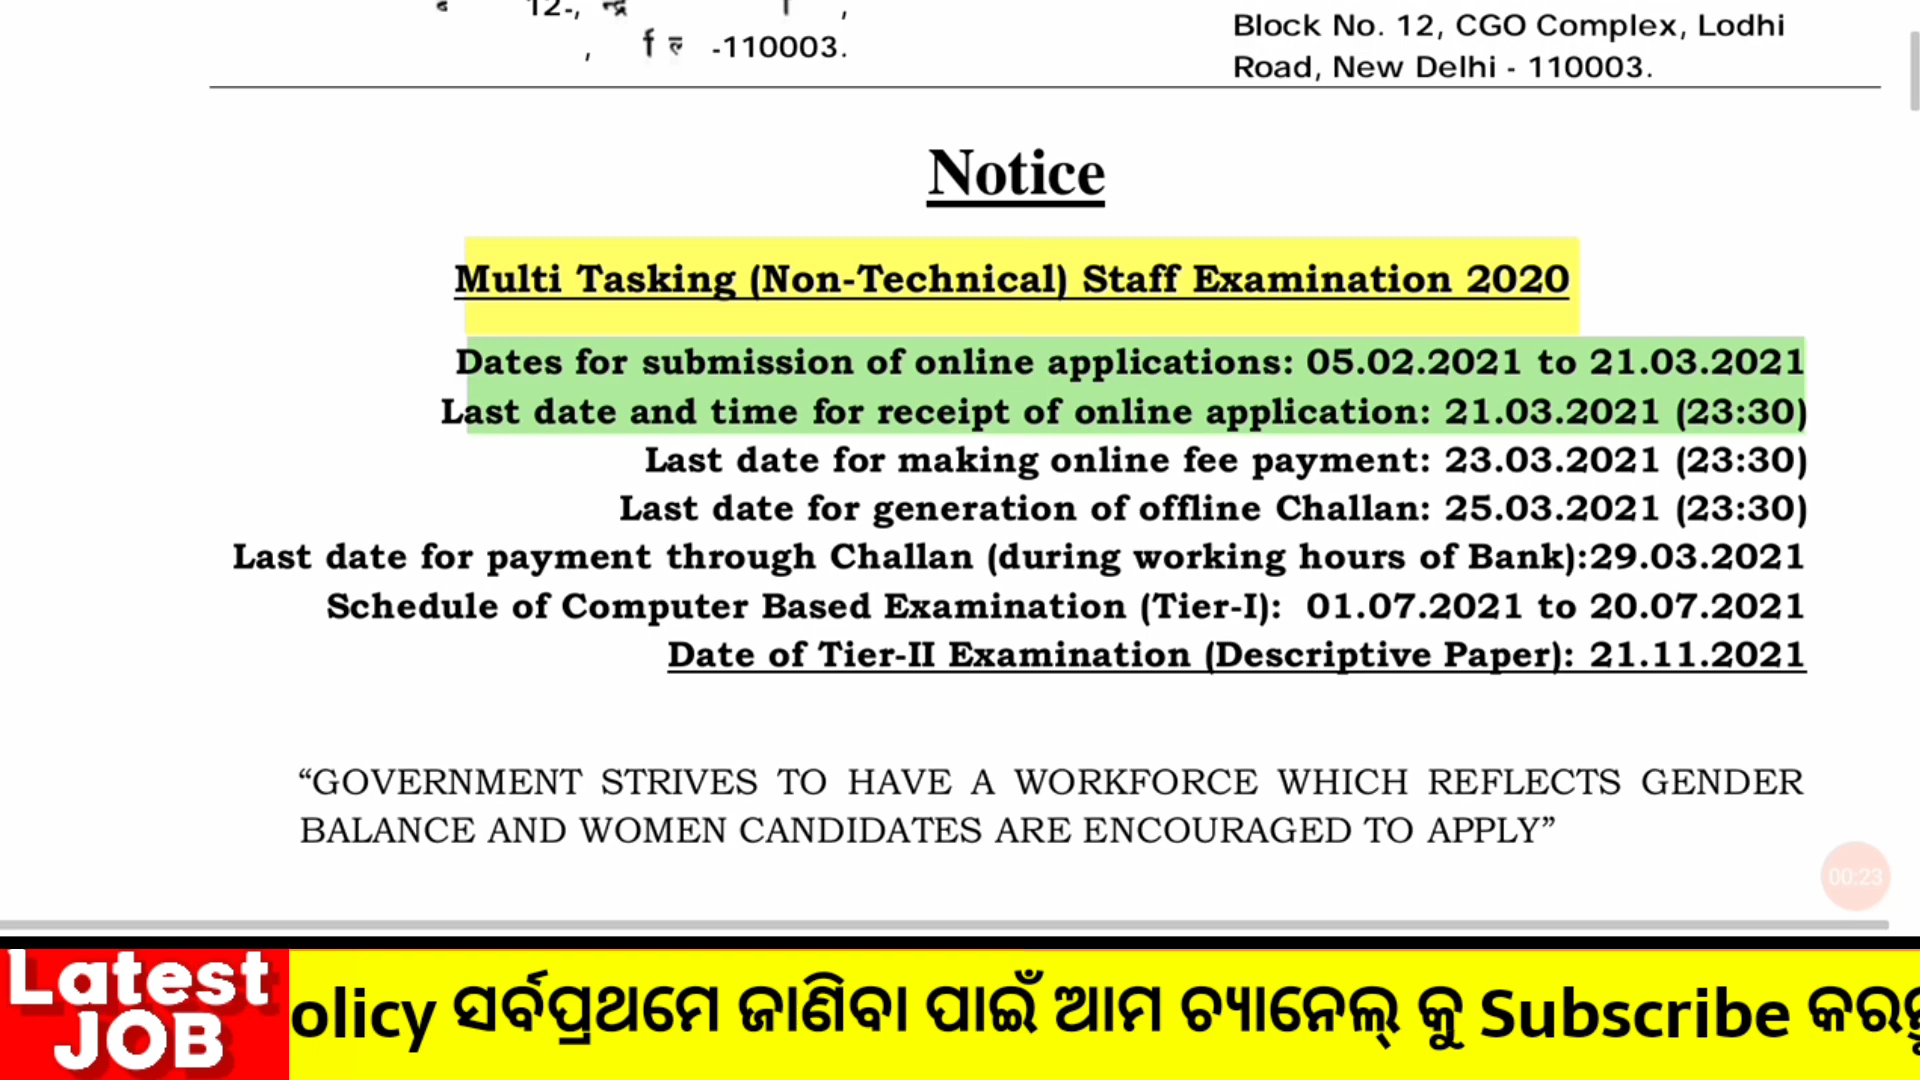 12-,
, -110003.
Block No. 12, CGO Complex, Lodhi
Road, New Delhi - 110003.
Notice
Multi Tasking (Non-Technical) Staff Examination 2020
Dates for submission of online applications: 05.02.2021 to 21.03.2021
Last date and time for receipt of online application: 21.03.2021 (23:30)
Last date for making online fee payment: 23.03.2021 (23:30)
Last date for generation of offline Challan: 25.03.2021 (23:30)
Last date for payment through Challan (during working hours of Bank):29.03.2021
Schedule of Computer Based Examination (Tier-I): 01.07.2021 to 20.07.2021
Date of Tier-II Examination (Descriptive Paper): 21.11.2021
“GOVERNMENT STRIVES TO HAVE A WORKFORCE WHICH REFLECTS GENDER
BALANCE AND WOMEN CANDIDATES ARE ENCOURAGED TO APPLY”
00:23
Latest
JOB
olicy ସର୍ବପ୍ରଥମେ ଜାଣିବା ପାଇଁ ଆମ ଚ୍ୟାନେଲ୍ କୁ Subscribe